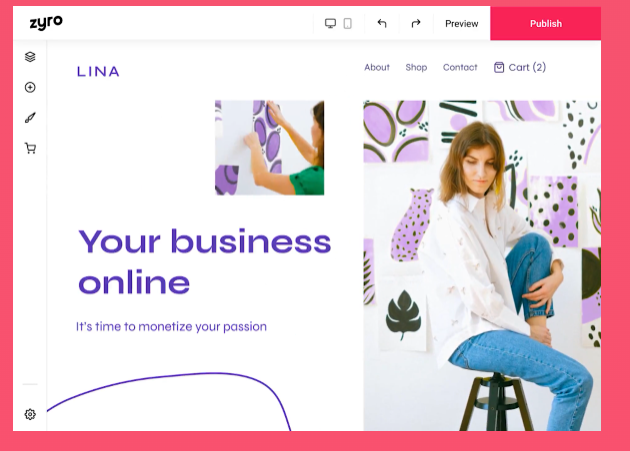 zyro
Preview
Publish
LINA
About Shop Contact Cart (2)
Your business
online
It's time to monetize your passion